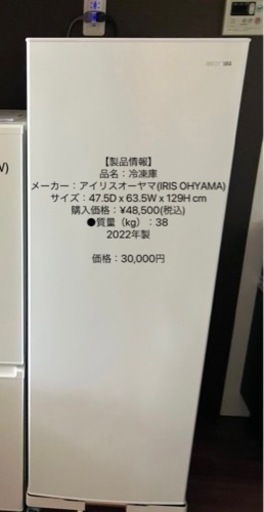 W)
【製品情報】
品名：冷凍庫
メーカー：アイリスオーヤマ(IRIS OHYAMA)
サイズ：47.5D x 63.5W x 129H cm
購入価格：¥48,500(税込)
●質量（kg）：38
2022年製
価格：30,000円